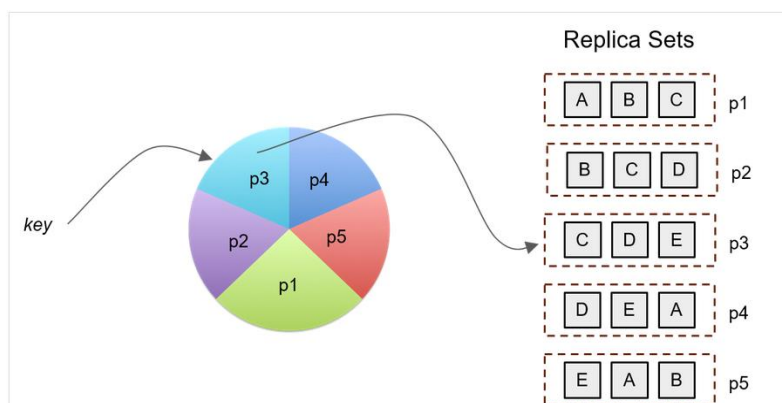 Replica Sets
A B C p1
B C D p2
key
p3
p4
p2
p5
p1
C D E p3
D E A p4
E A B p5